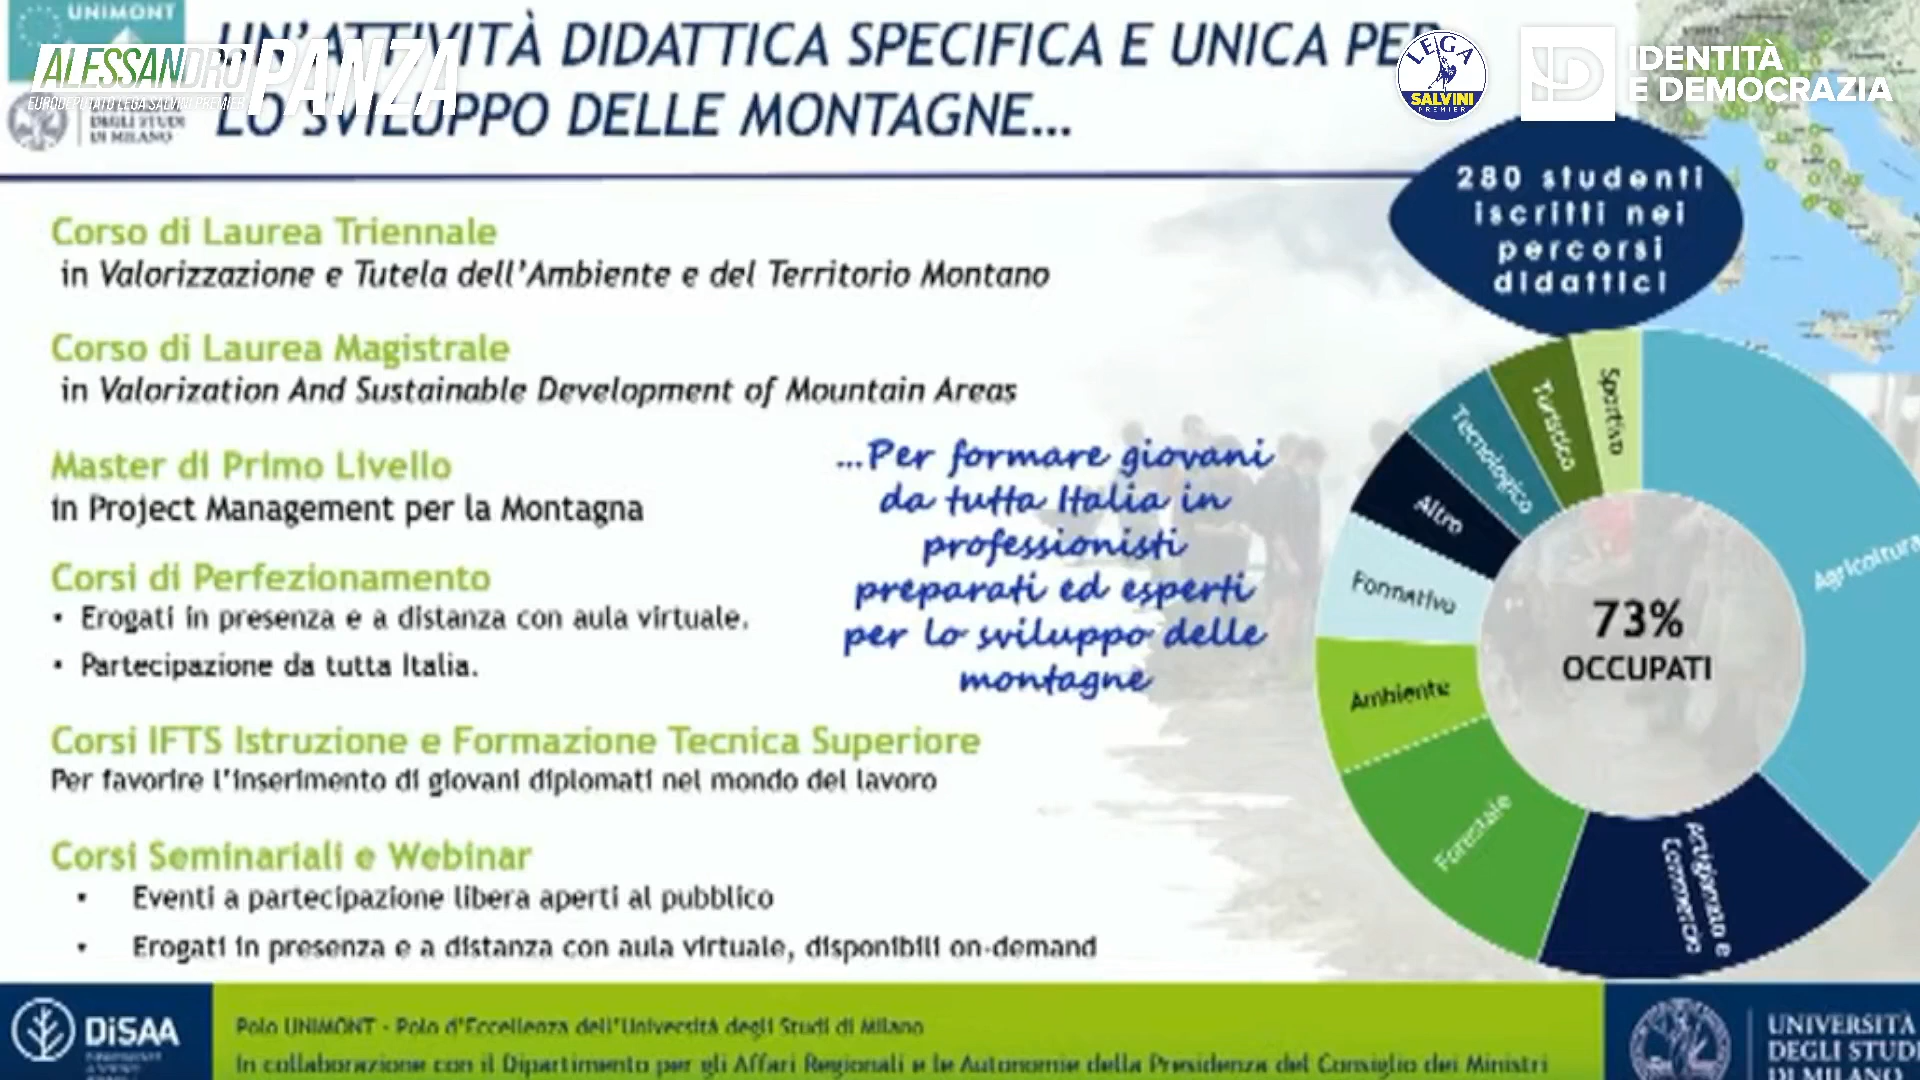 UNIMONT
UN'ATTIVITÀ DIDATTICA SPECIFICA E UNICA PER
LO SVILUPPO DELLE MONTAGNE...
ALESSANDRO PANZA
EURODEPUTATO LEGA SALVINI PREMIER
DEGLI STUDI
DI MILANO
LEGA
SALVINI
PREMIER
ID
IDENTITÀ
E DEMOCRAZIA
280 studenti
iscritti nei
percorsi
didattici
Corso di Laurea Triennale
in Valorizzazione e Tutela dell'Ambiente e del Territorio Montano
Corso di Laurea Magistrale
in Valorization And Sustainable Development of Mountain Areas
Master di Primo Livello
in Project Management per la Montagna
Corsi di Perfezionamento
• Erogati in presenza e a distanza con aula virtuale.
• Partecipazione da tutta Italia.
Corsi IFTS Istruzione e Formazione Tecnica Superiore
Per favorire l'inserimento di giovani diplomati nel mondo del lavoro
Corsi Seminariali e Webinar
• Eventi a partecipazione libera aperti al pubblico
• Erogati in presenza e a distanza con aula virtuale, disponibili on-demand
...Per formare giovani
da tutta Italia in
professionisti
preparati ed esperti
per lo sviluppo delle
montagne
Sportivo
Turistico
Tecnologico
Altro
Formativo
Ambiente
Forestale
Artigianato e
Commercio
Agricoltura
73%
OCCUPATI
DiSAA
Polo UNIMONT - Polo d'Eccellenza dell'Università degli Studi di Milano
In collaborazione con il Dipartimento per gli Affari Regionali e le Autonomie della Presidenza del Consiglio dei Ministri
UNIVERSITÀ
DEGLI STUDI
DI MILANO